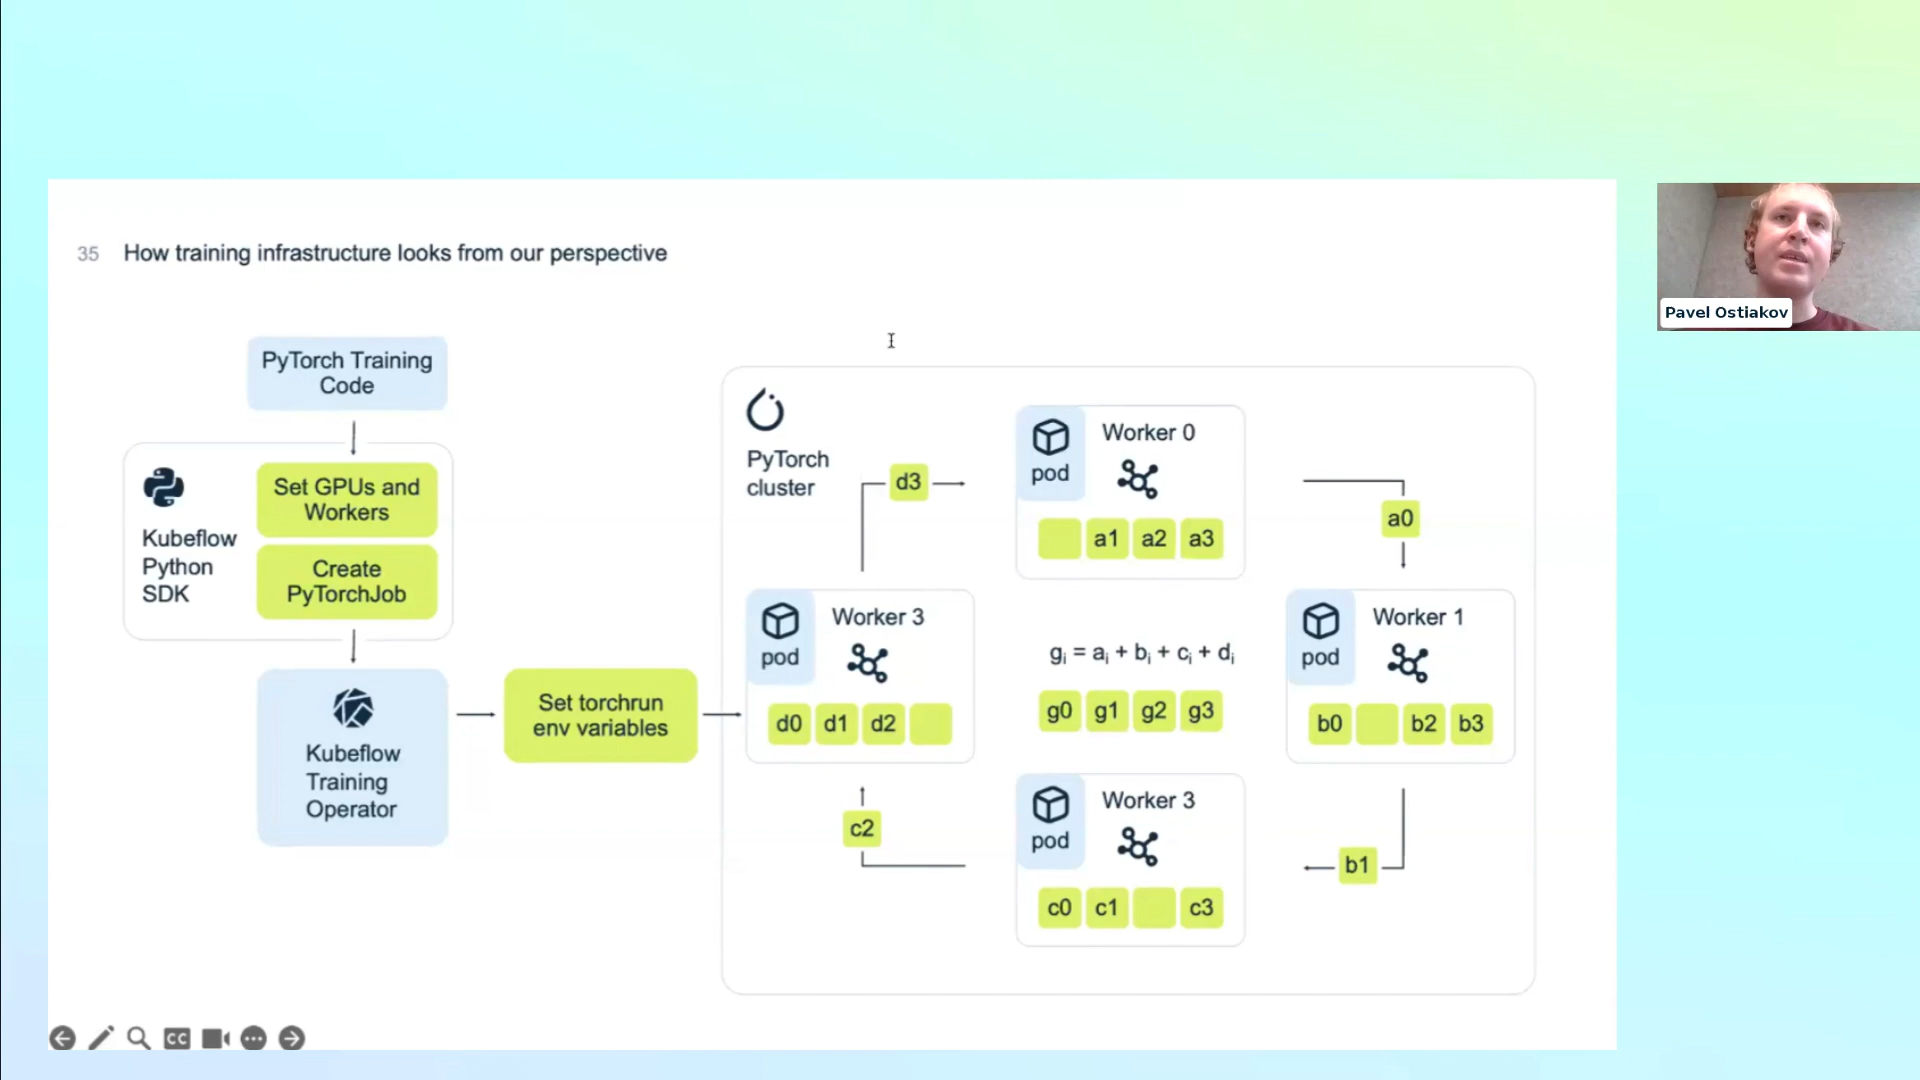 35 How training infrastructure looks from our perspective
PyTorch Training
Code
Kubeflow
Python
SDK
Set GPUs and
Workers
Create
PyTorchJob
Kubeflow
Training
Operator
Set torchrun
env variables
PyTorch
cluster
d3
pod
Worker 0
a1 a2 a3
a0
pod
Worker 3
d0 d1 d2
gi = ai + bi + ci + di
g0 g1 g2 g3
pod
Worker 1
b0 b2 b3
c2
pod
Worker 3
c0 c1 c3
b1
CC
Pavel Ostiakov